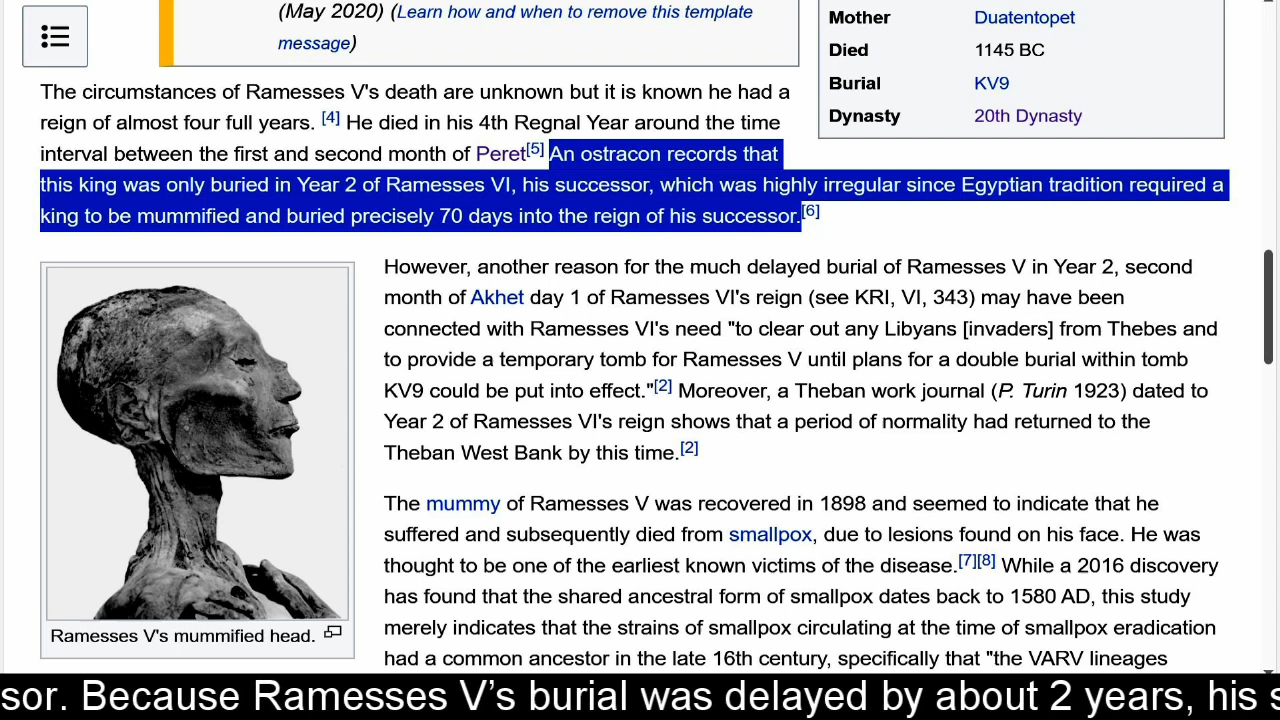 (May 2020) (Learn how and when to remove this template
message)
Mother Duatentopet
Died 1145 BC
Burial KV9
Dynasty 20th Dynasty
The circumstances of Ramesses V's death are unknown but it is known he had a
reign of almost four full years. [4] He died in his 4th Regnal Year around the time
interval between the first and second month of Peret[5] An ostracon records that
this king was only buried in Year 2 of Ramesses VI, his successor, which was highly irregular since Egyptian tradition required a
king to be mummified and buried precisely 70 days into the reign of his successor.[6]
Ramesses V's mummified head.
However, another reason for the much delayed burial of Ramesses V in Year 2, second
month of Akhet day 1 of Ramesses VI's reign (see KRI, VI, 343) may have been
connected with Ramesses VI's need "to clear out any Libyans [invaders] from Thebes and
to provide a temporary tomb for Ramesses V until plans for a double burial within tomb
KV9 could be put into effect."[2] Moreover, a Theban work journal (P. Turin 1923) dated to
Year 2 of Ramesses VI's reign shows that a period of normality had returned to the
Theban West Bank by this time.[2]
The mummy of Ramesses V was recovered in 1898 and seemed to indicate that he
suffered and subsequently died from smallpox, due to lesions found on his face. He was
thought to be one of the earliest known victims of the disease.[7][8] While a 2016 discovery
has found that the shared ancestral form of smallpox dates back to 1580 AD, this study
merely indicates that the strains of smallpox circulating at the time of smallpox eradication
had a common ancestor in the late 16th century, specifically that "the VARV lineages
sor. Because Ramesses V’s burial was delayed by about 2 years, his s